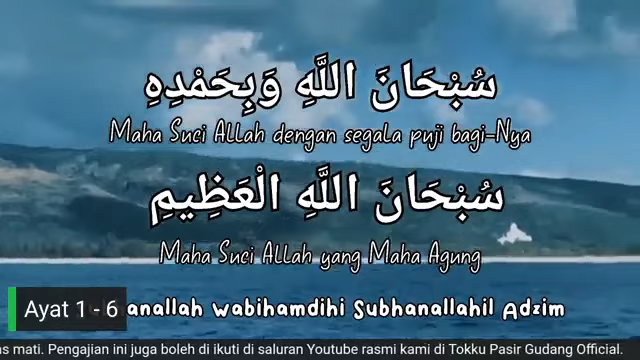 سُبْحَانَ اللَّهِ وَبِحَمْدِهِ
Maha Suci Allah dengan segala puji bagi-Nya
سُبْحَانَ اللَّهِ الْعَظِيمِ
Maha Suci Allah yang Maha Agung
Wabihamdihi Subhanallahil Adzim
Ayat 1 - 6
mati. Pengajian ini juga boleh di ikuti di saluran Youtube rasmi kami di Tokku Pasir Gudang Official.